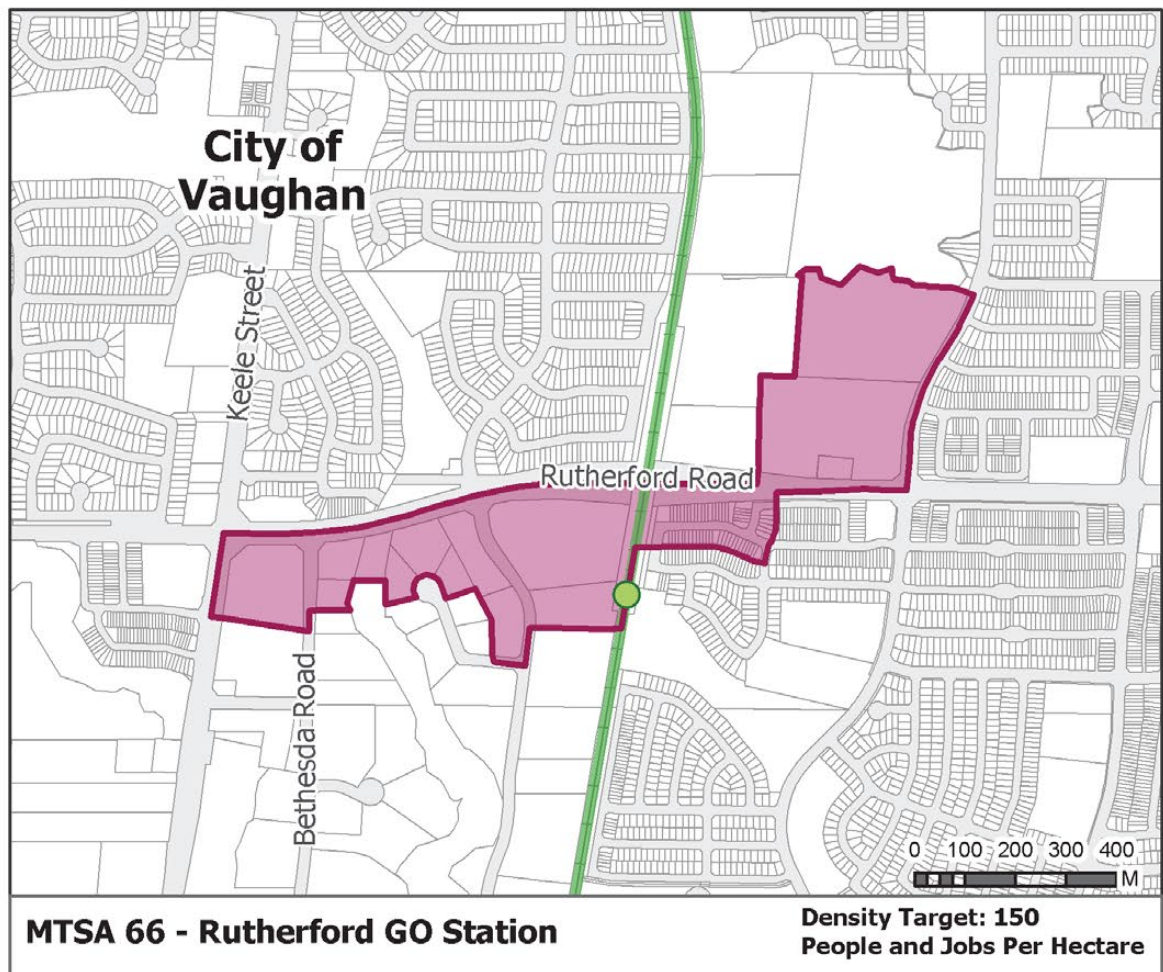 City of
Vaughan
Keele Street
Rutherford Road
Bethesda Road
0 100 200 300 400
M
MTSA 66 - Rutherford GO Station
Density Target: 150
People and Jobs Per Hectare